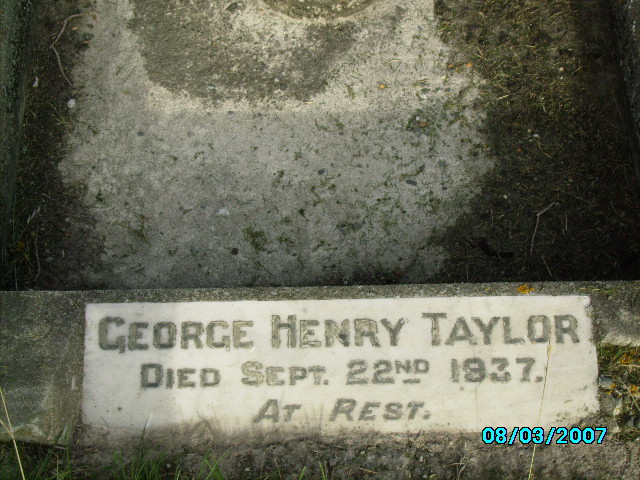 George Henry Taylor
Died Sept. 22nd 1937.
At Rest.
08/03/2007